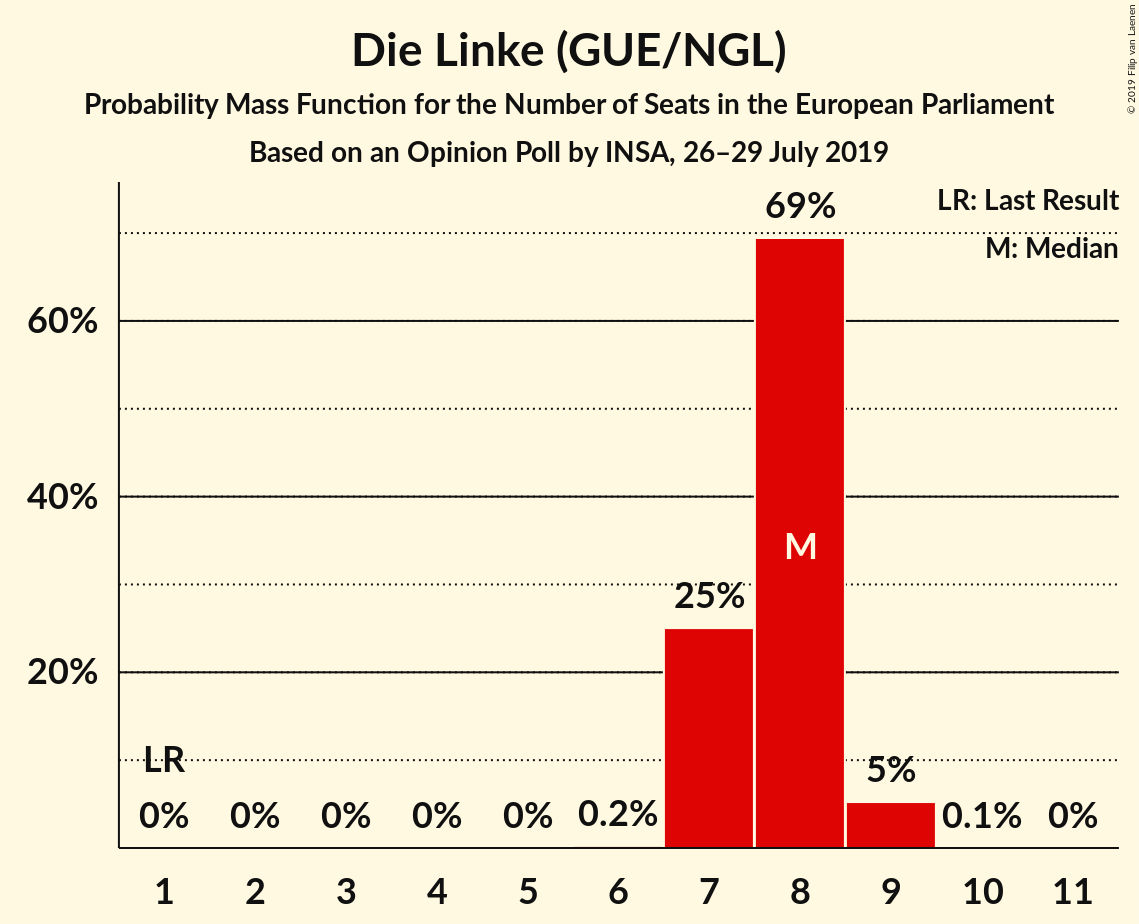 Die Linke (GUE/NGL)
Probability Mass Function for the Number of Seats in the European Parliament
Based on an Opinion Poll by INSA, 26–29 July 2019
© 2019 Filip van Laenen
LR: Last Result
M: Median
69%
60%
40%
M
25%
20%
LR
5%
0% 0% 0% 0% 0% 0.2% 0.1% 0%
1 2 3 4 5 6 7 8 9 10 11